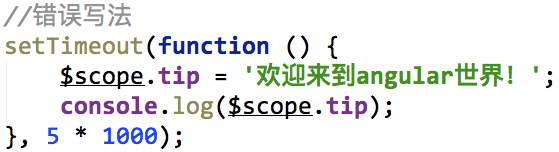 //错误写法
setTimeout(function () {
    $scope.tip = '欢迎来到angular世界！';
    console.log($scope.tip);
}, 5 * 1000);